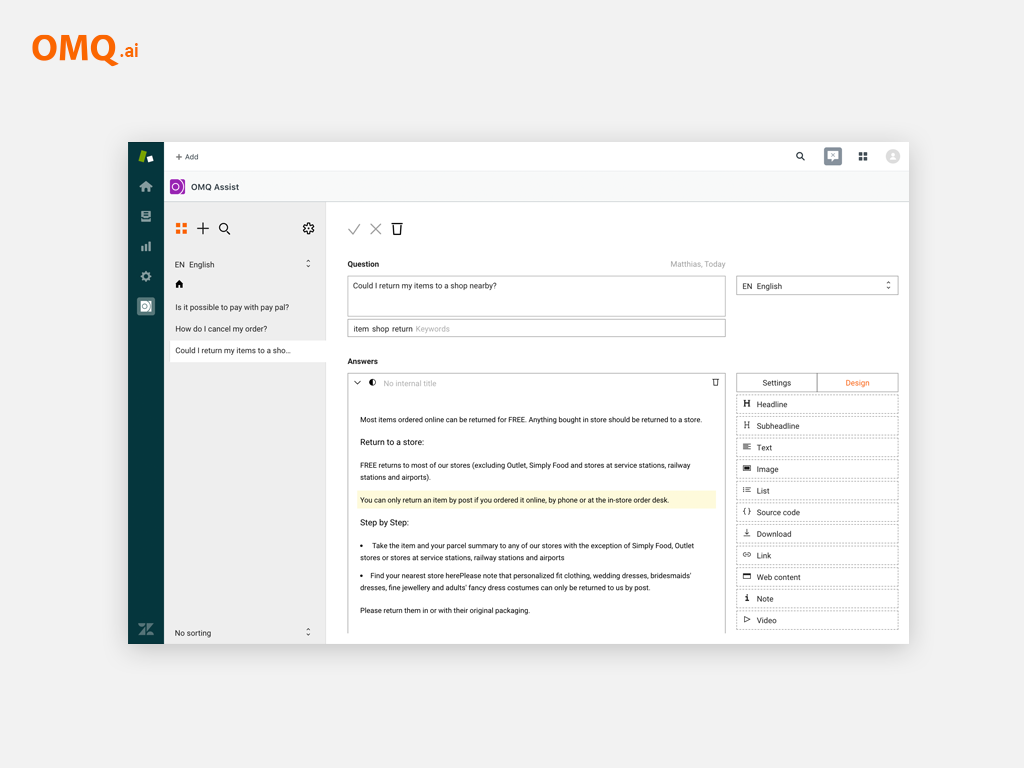 OMQ.ai
+ Add
OMQ Assist
EN English
Is it possible to pay with pay pal?
How do I cancel my order?
Could I return my items to a sho...
No sorting
Question
Matthias, Today
Could I return my items to a shop nearby?
item shop return Keywords
EN English
Answers
No internal title
Most items ordered online can be returned for FREE. Anything bought in store should be returned to a store.
Return to a store:
FREE returns to most of our stores (excluding Outlet, Simply Food and stores at service stations, railway
stations and airports).
You can only return an item by post if you ordered it online, by phone or at the in-store order desk.
Step by Step:
• Take the item and your parcel summary to any of our stores with the exception of Simply Food, Outlet
stores or stores at service stations, railway stations and airports
• Find your nearest store herePlease note that personalized fit clothing, wedding dresses, bridesmaids'
dresses, fine jewellery and adults' fancy dress costumes can only be returned to us by post.
Please return them in or with their original packaging.
Settings
Design
H Headline
H Subheadline
Text
Image
List
{} Source code
Download
Link
Web content
i Note
Video